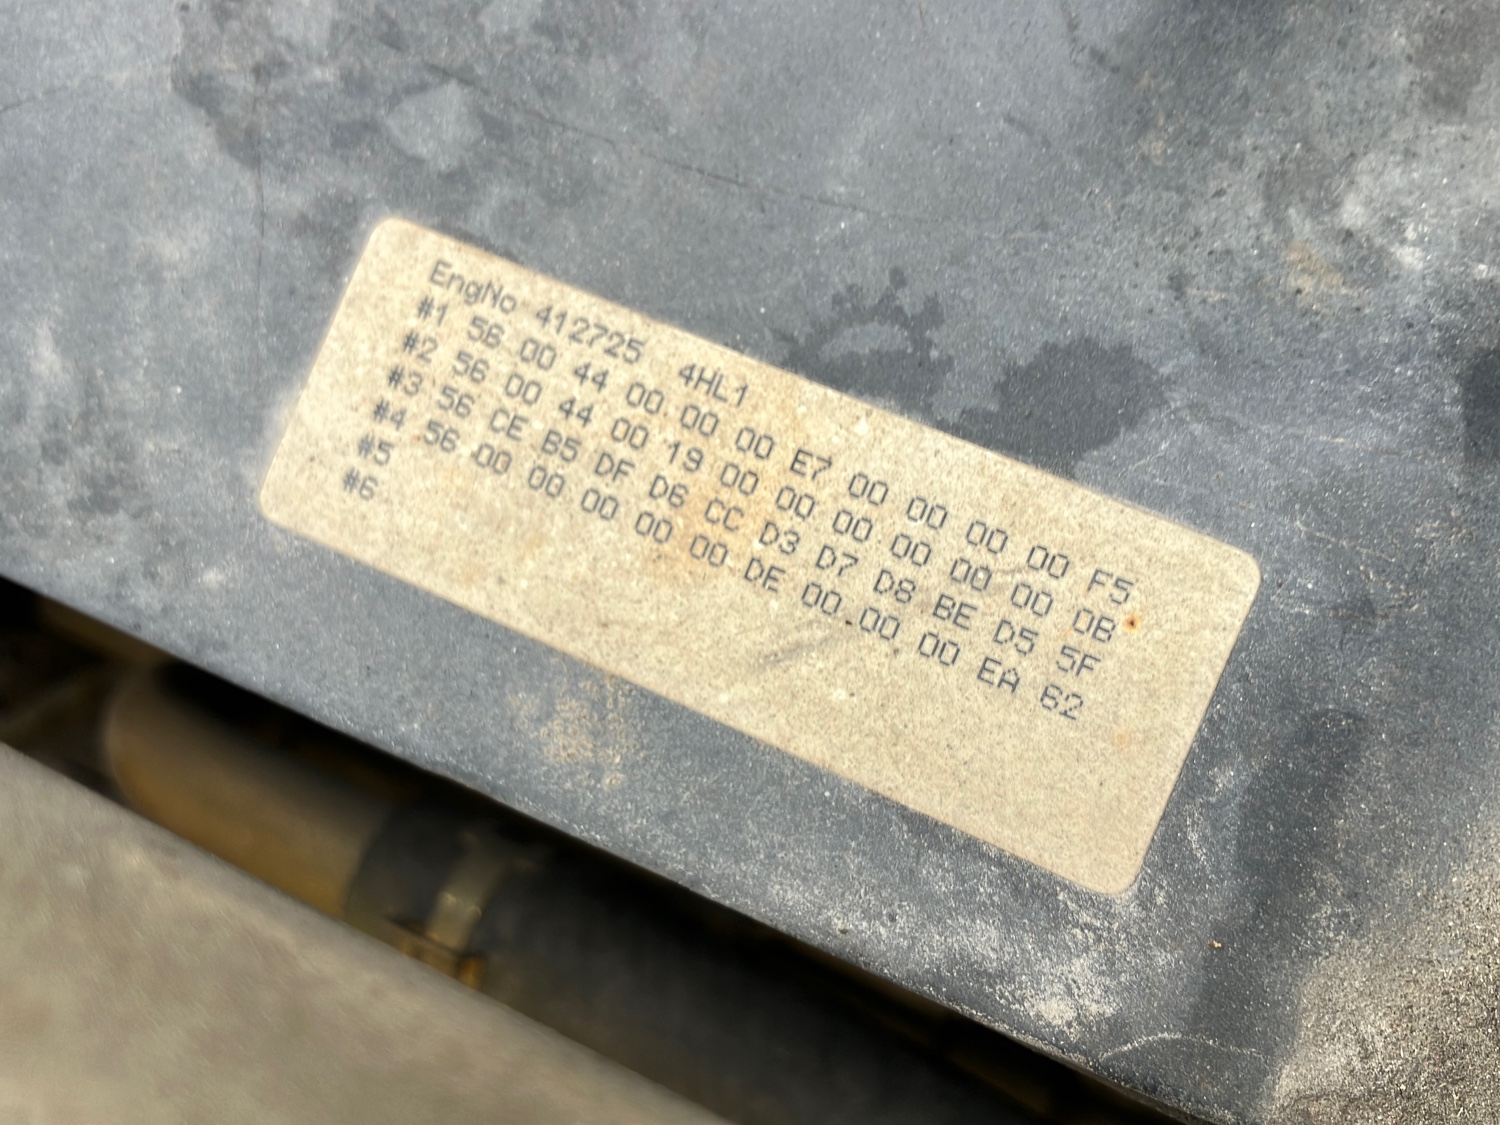 EngNo 412725 4HL1
#1 56 00 44 00 00 00 E7 00 00 00 00 F5
#2 56 00 44 00 19 00 00 00 00 00 00 0B
#3 56 CE B5 DF D6 CC D3 D7 D8 BE D5 5F
#4 56 00 00 00 00 00 DE 00 00 00 EA 62
#5
#6